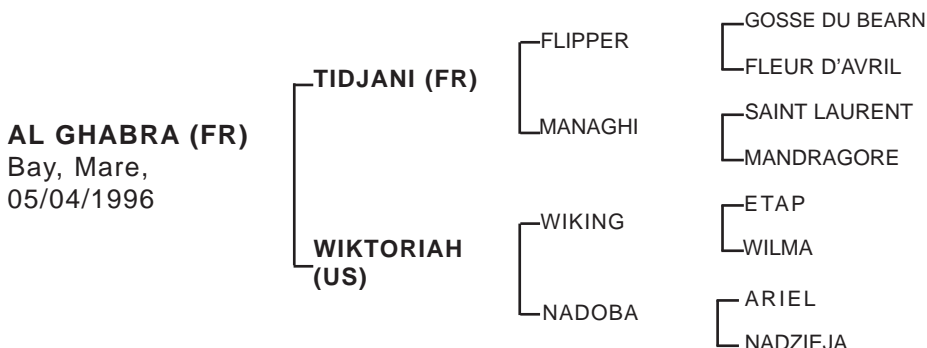 AL GHABRA (FR)
Bay, Mare,
05/04/1996
TIDJANI (FR)
WIKTORIAH
(US)
FLIPPER
MANAGHI
WIKING
NADOBA
GOSSE DU BEARN
FLEUR D'AVRIL
SAINT LAURENT
MANDRAGORE
ETAP
WILMA
ARIEL
NADZIEJA